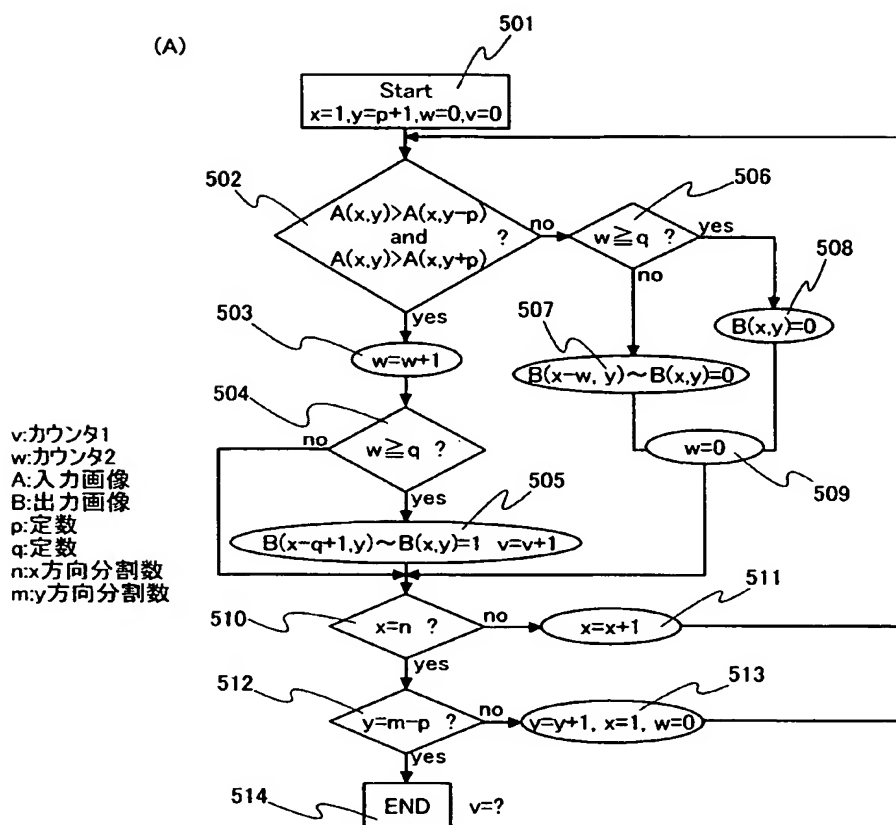 (A)
501
Start
x=1,y=p+1,w=0,v=0
502
A(x,y)>A(x,y-p)
and
A(x,y)>A(x,y+p)
?
no
yes
506
w≧q ?
yes
no
508
B(x,y)=0
503
w=w+1
507
B(x-w, y)~B(x,y)=0
504
w≧q ?
no
yes
w=0
509
505
B(x-q+1,y)~B(x,y)=1 v=v+1
v:カウンタ1
w:カウンタ2
A:入力画像
B:出力画像
p:定数
q:定数
n:x方向分割数
m:y方向分割数
510
x=n ?
no
yes
511
x=x+1
512
y=m-p ?
no
yes
513
y=y+1, x=1, w=0
514
END
v=?